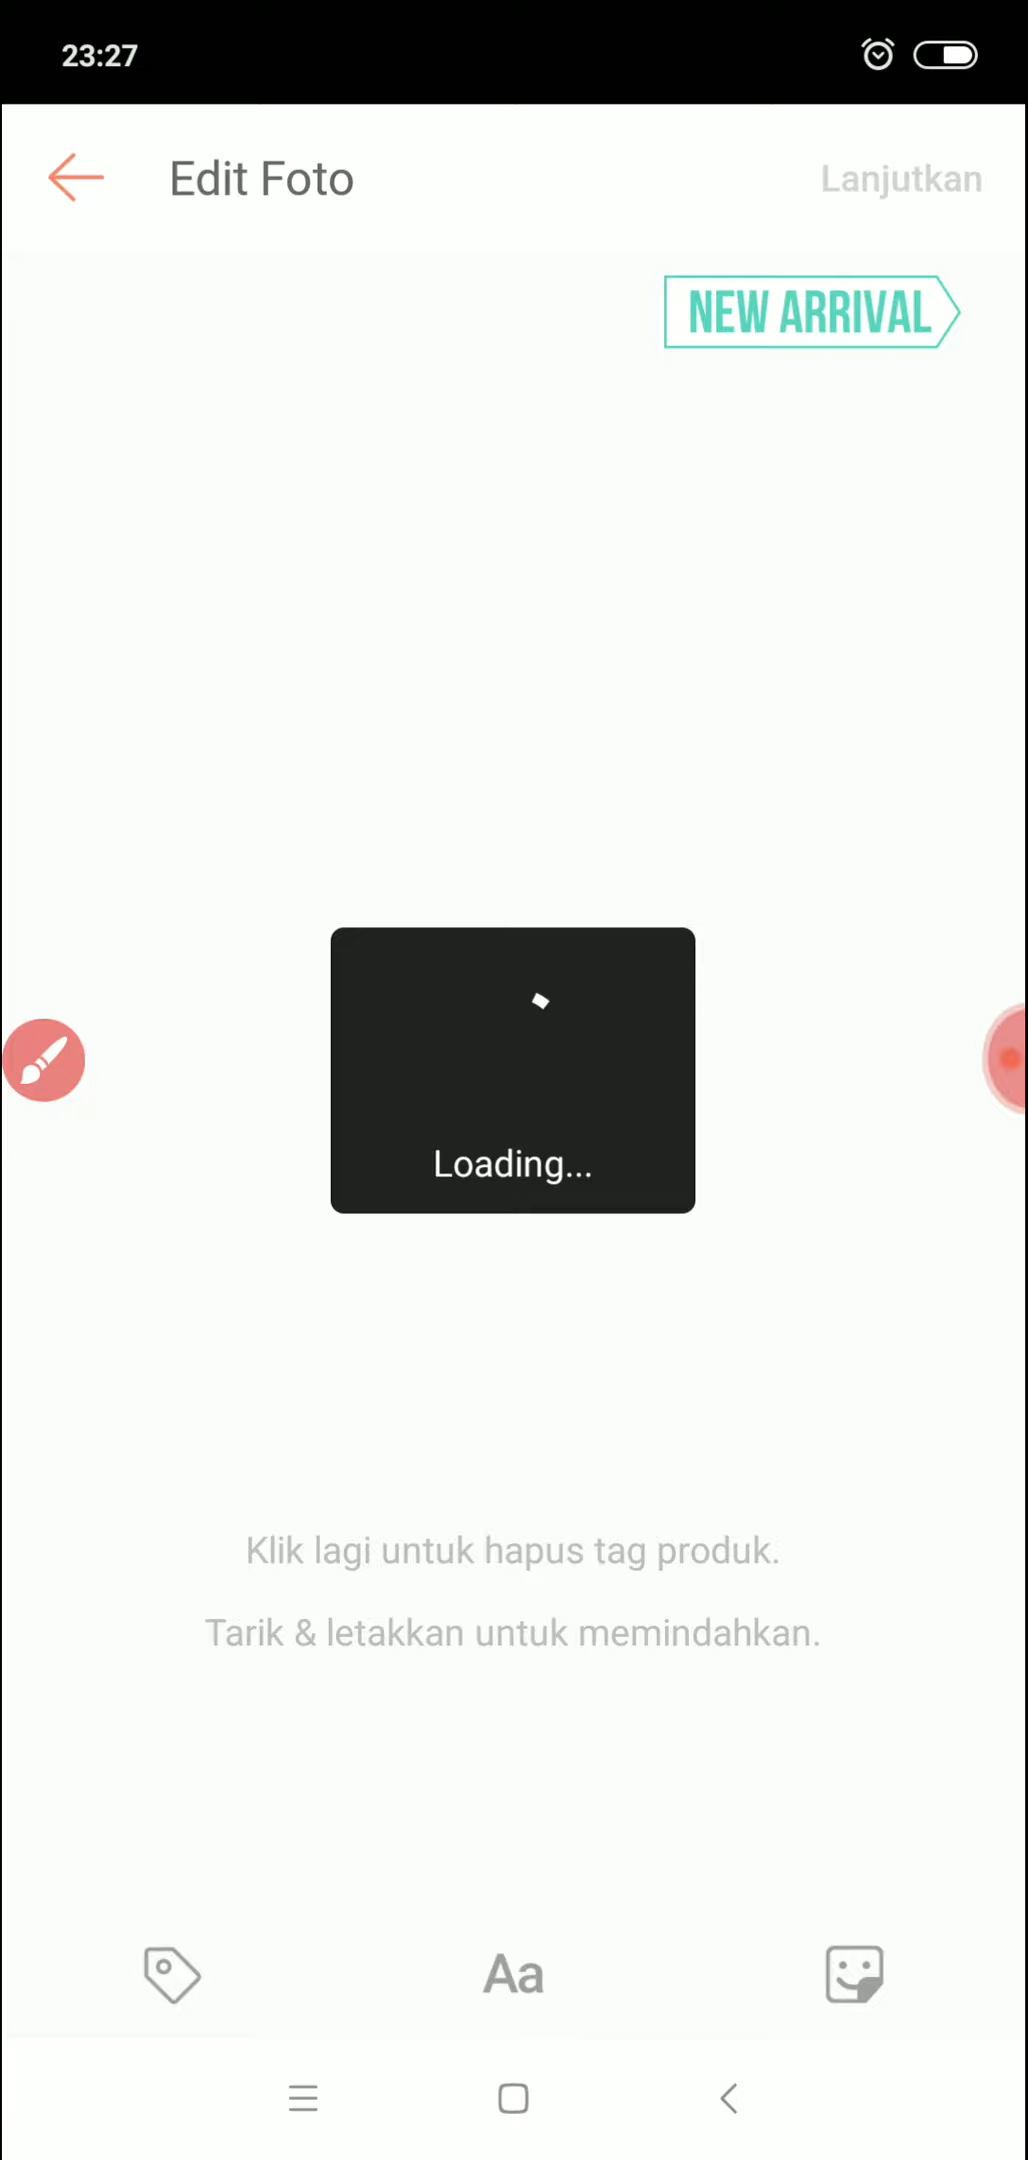 23:27
Edit Foto
Lanjutkan
NEW ARRIVAL
Loading...
Klik lagi untuk hapus tag produk.
Tarik & letakkan untuk memindahkan.
Aa